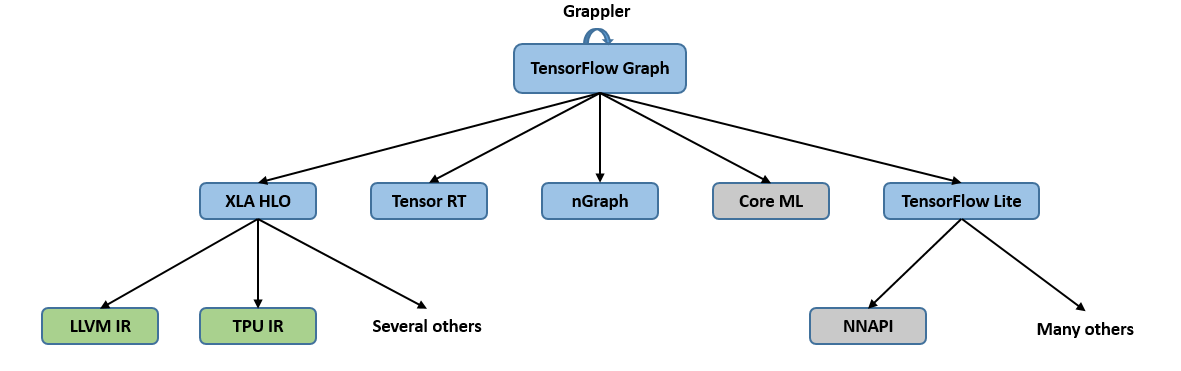 Grappler
TensorFlow Graph
XLA HLO
Tensor RT
nGraph
Core ML
TensorFlow Lite
LLVM IR
TPU IR
Several others
NNAPI
Many others